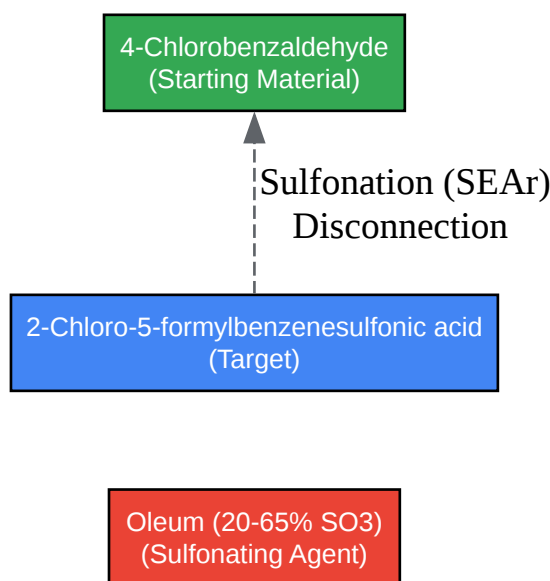 4-Chlorobenzaldehyde
(Starting Material)
Sulfonation (SEAr)
Disconnection
2-Chloro-5-formylbenzenesulfonic acid
(Target)
Oleum (20-65% SO3)
(Sulfonating Agent)